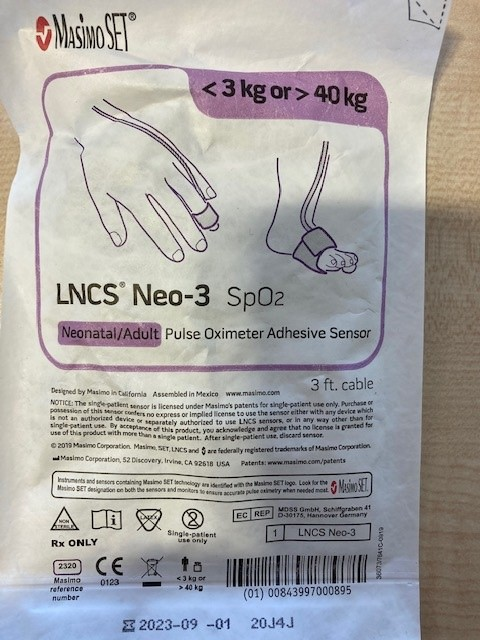 MASIMO SET®
< 3 kg or > 40 kg
LNCS® Neo-3 SpO2
Neonatal/Adult Pulse Oximeter Adhesive Sensor
3 ft. cable
Designed by Masimo in California Assembled in Mexico www.masimo.com
NOTICE: The single-patient sensor is licensed under Masimo's patents for single-patient use only. Purchase or
possession of this sensor confers no express or implied license to use the sensor either with any device which
is not an authorized device or separately authorized to use LNCS sensors, or in any way other than for
single-patient use. By acceptance of this product, you acknowledge and agree that no license is granted for
use of this product with more than a single patient. After single-patient use, discard sensor.
© 2019 Masimo Corporation. Masimo, SET, LNCS and are federally registered trademarks of Masimo Corporation.
Masimo Corporation, 52 Discovery, Irvine, CA 92618 USA Patents: www.masimo.com/patents
Instruments and sensors containing Masimo SET technology are identified with the Masimo SET logo. Look for the
Masimo SET designation on both the sensors and monitors to ensure accurate pulse oximetry when needed most.
MASIMO SET
NON STERILE
LATEX
Single-patient
use only
Rx ONLY
EC REP MDSS GmbH, Schiffgraben 41
D-30175, Hannover Germany
1 LNCS Neo-3
2320
Masimo
reference
number
CE
0123
< 3 kg or
> 40 kg
(01) 00843997000895
2023-09 -01 20J4J